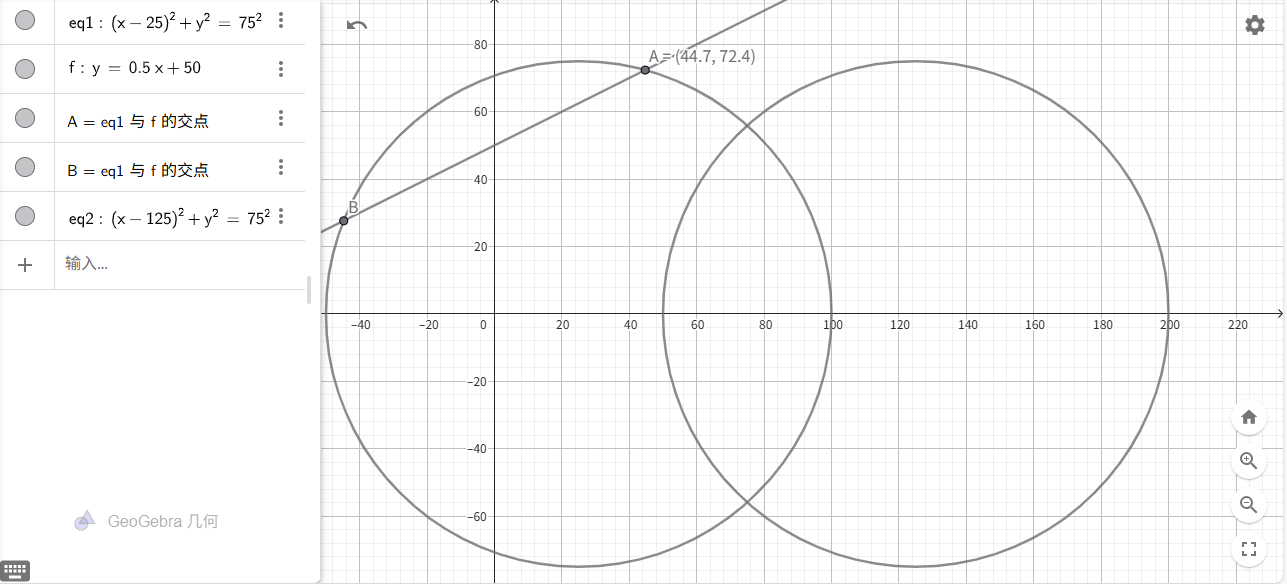 eq1 : (x − 25)² + y² = 75²
f : y = 0.5 x + 50
A = eq1 与 f 的交点
B = eq1 与 f 的交点
eq2 : (x − 125)² + y² = 75²
输入...
GeoGebra 几何
A = (44.7, 72.4)
B
80
60
40
20
−40 −20 0 20 40 60 80 100 120 140 160 180 200 220
−20
−40
−60